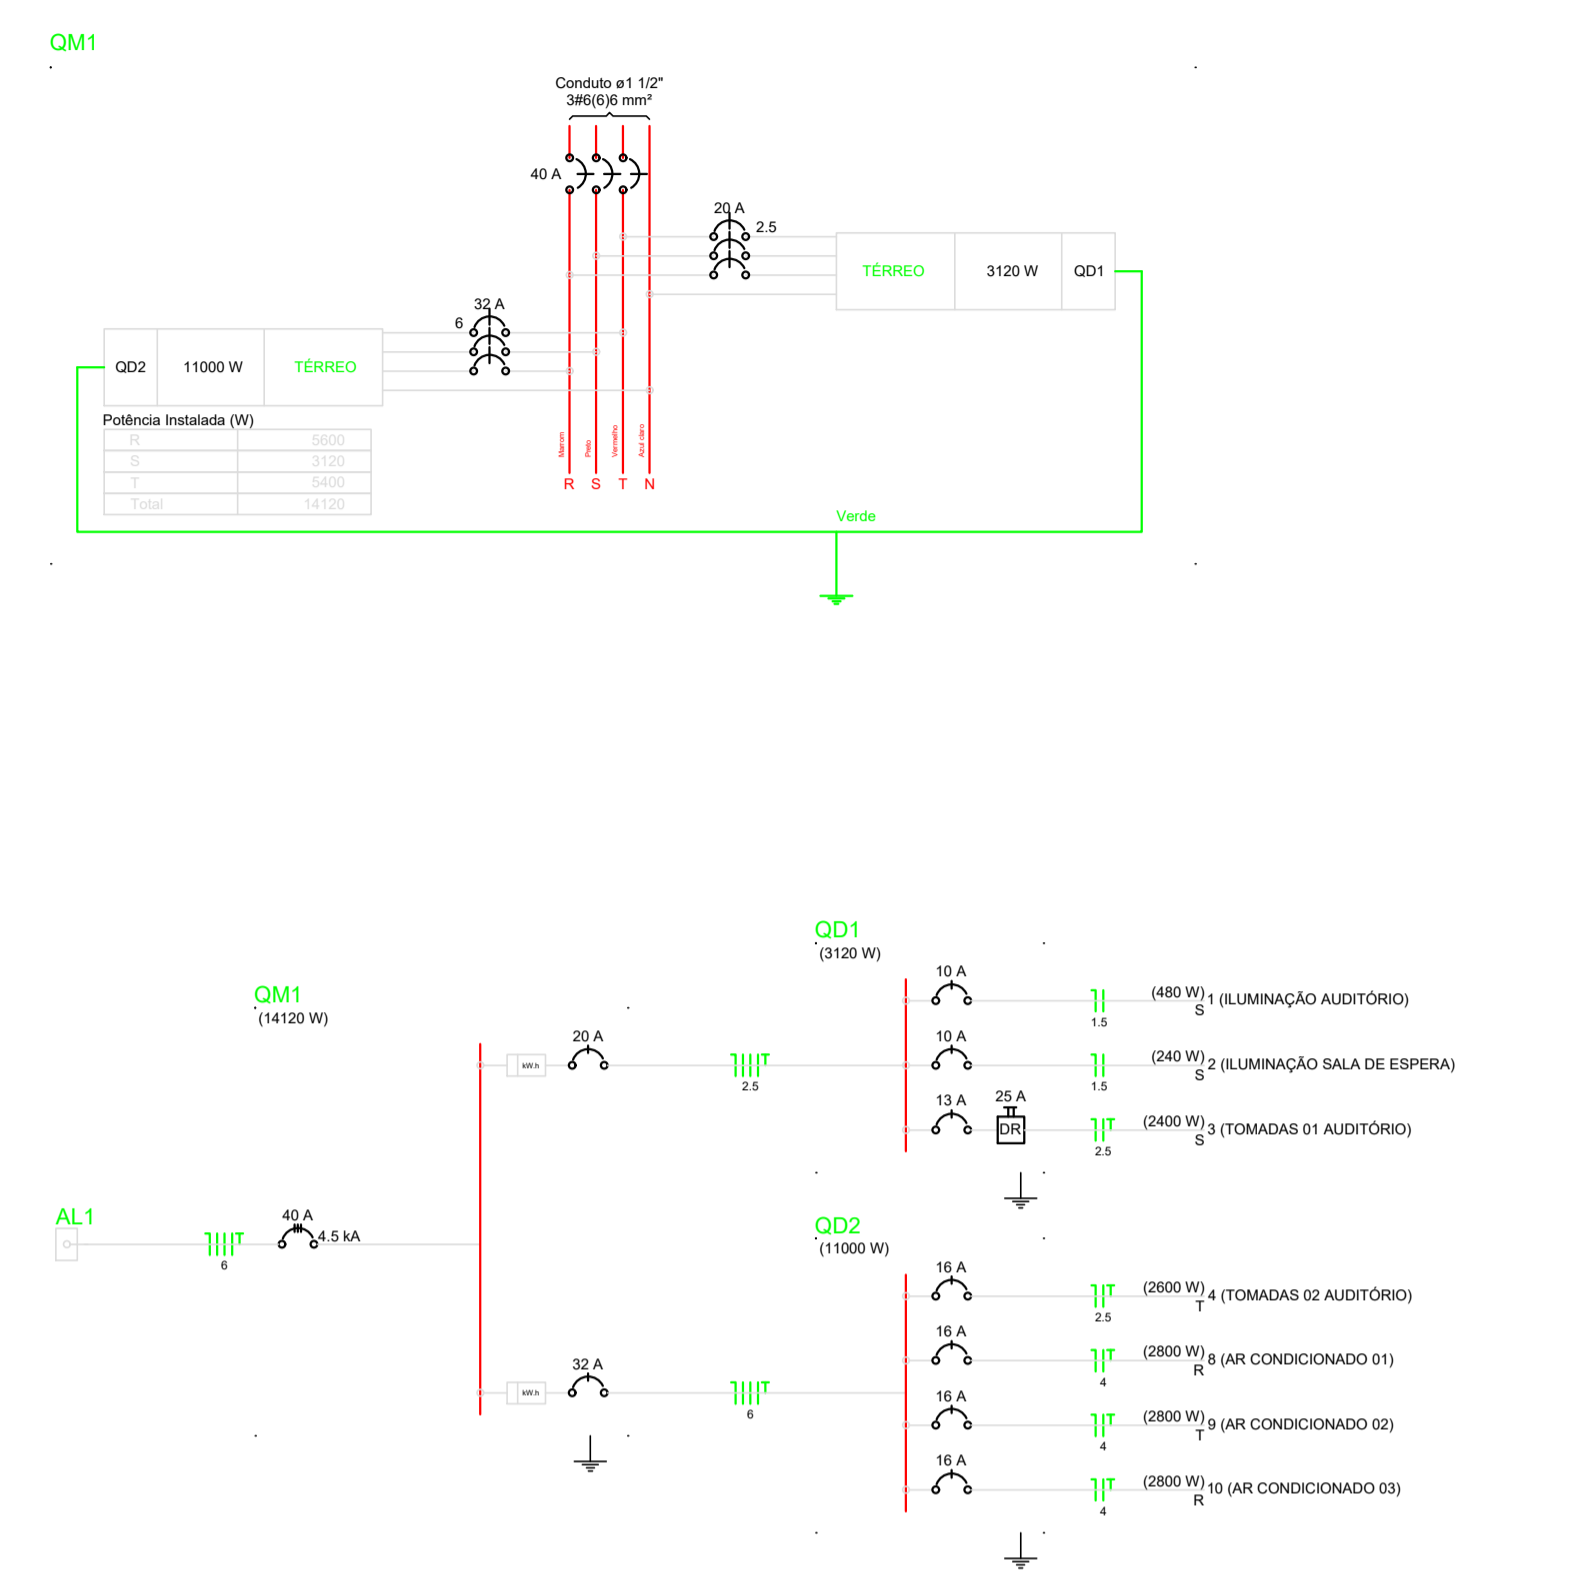 QM1
Conduto ø1 1/2"
3#6(6)6 mm²
40 A
20 A
2.5
TÉRREO 3120 W QD1
32 A
6
QD2 11000 W TÉRREO
Potência Instalada (W)
R 5600
S 3120
T 5400
Total 14120
Marrom
Preto
Vermelho
Azul claro
R S T N
Verde
QD1
(3120 W)
10 A
(480 W)
S
1 (ILUMINAÇÃO AUDITÓRIO)
1.5
QM1
(14120 W)
20 A
kW.h
2.5
10 A
(240 W)
S
2 (ILUMINAÇÃO SALA DE ESPERA)
1.5
13 A
25 A
DR
(2400 W)
S
3 (TOMADAS 01 AUDITÓRIO)
2.5
AL1
6
40 A
4.5 kA
QD2
(11000 W)
16 A
(2600 W)
T
4 (TOMADAS 02 AUDITÓRIO)
2.5
16 A
(2800 W)
R
8 (AR CONDICIONADO 01)
4
32 A
kW.h
6
16 A
(2800 W)
T
9 (AR CONDICIONADO 02)
4
16 A
(2800 W)
R
10 (AR CONDICIONADO 03)
4